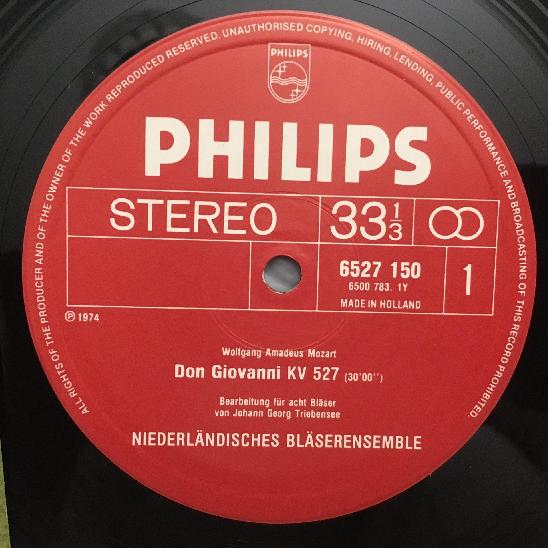 ALL RIGHTS OF THE PRODUCER AND OF THE OWNER OF THE WORK REPRODUCED RESERVED. UNAUTHORISED COPYING, HIRING, LENDING, PUBLIC PERFORMANCE AND BROADCASTING OF THIS RECORD PROHIBITED.
PHILIPS
PHILIPS
STEREO
33 1/3
6527 150
6500 783. 1Y
MADE IN HOLLAND
1
℗ 1974
Wolfgang Amadeus Mozart
Don Giovanni KV 527 (30'00'')
Bearbeitung für acht Bläser
von Johann Georg Triebensee
NIEDERLÄNDISCHES BLÄSERENSEMBLE